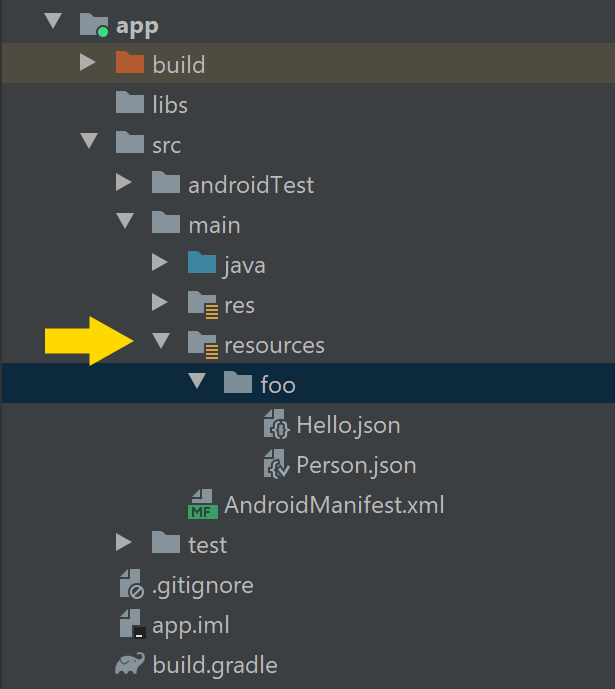 app
build
libs
src
androidTest
main
java
res
resources
foo
Hello.json
Person.json
MF AndroidManifest.xml
test
.gitignore
app.iml
build.gradle